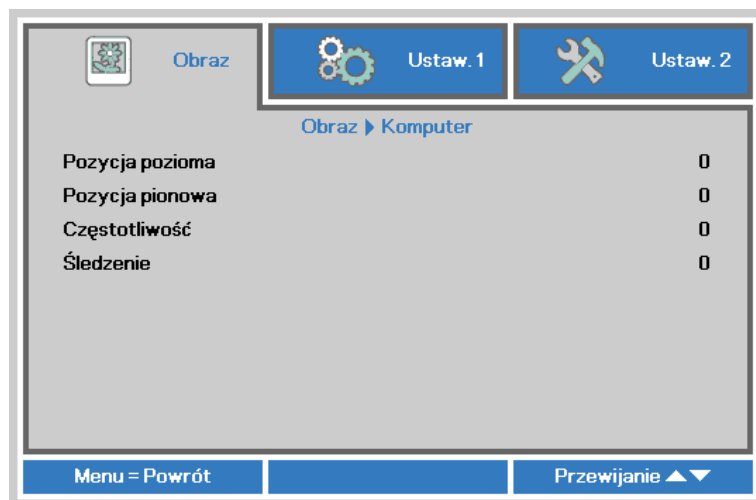 Obraz Ustaw. 1 Ustaw. 2
Obraz Komputer
Pozycja pozioma 0
Pozycja pionowa 0
Częstotliwość 0
Śledzenie 0
Menu = Powrót Przewijanie